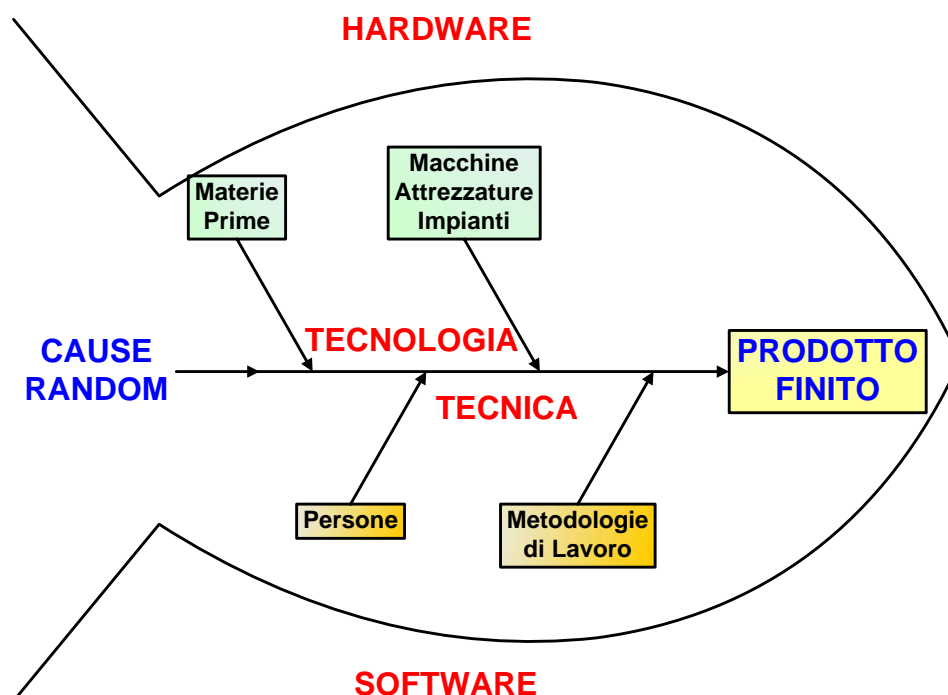 HARDWARE
Materie
Prime
Macchine
Attrezzature
Impianti
TECNOLOGIA
CAUSE
RANDOM
PRODOTTO
FINITO
TECNICA
Persone
Metodologie
di Lavoro
SOFTWARE